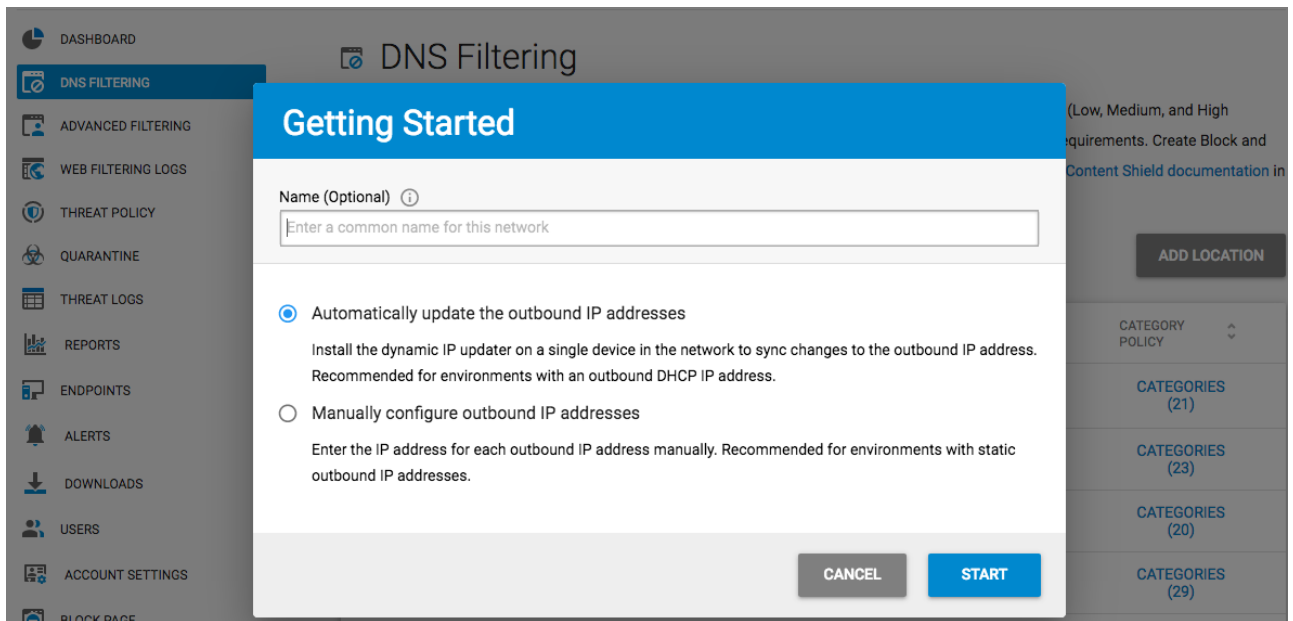 DASHBOARD
DNS FILTERING
ADVANCED FILTERING
WEB FILTERING LOGS
THREAT POLICY
QUARANTINE
THREAT LOGS
REPORTS
ENDPOINTS
ALERTS
DOWNLOADS
USERS
ACCOUNT SETTINGS
BLOCK PAGE
DNS Filtering
(Low, Medium, and High
equirements. Create Block and
Content Shield documentation in
ADD LOCATION
CATEGORY
POLICY
CATEGORIES
(21)
CATEGORIES
(23)
CATEGORIES
(20)
CATEGORIES
(29)
Getting Started
Name (Optional)
Enter a common name for this network
Automatically update the outbound IP addresses
Install the dynamic IP updater on a single device in the network to sync changes to the outbound IP address.
Recommended for environments with an outbound DHCP IP address.
Manually configure outbound IP addresses
Enter the IP address for each outbound IP address manually. Recommended for environments with static
outbound IP addresses.
CANCEL
START